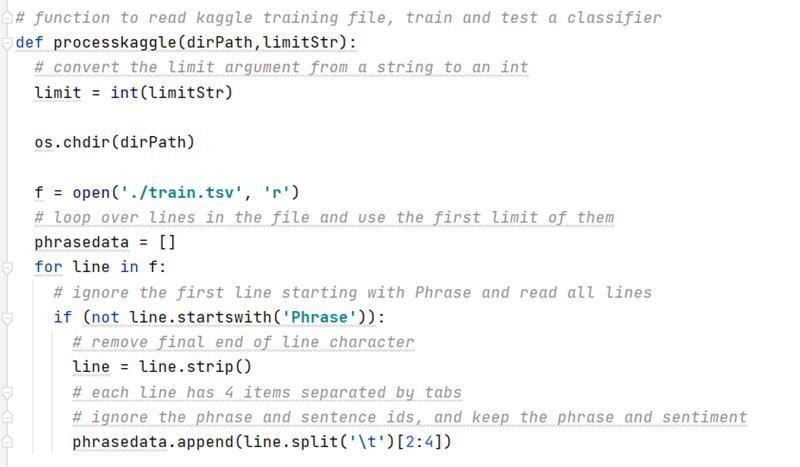 # function to read kaggle training file, train and test a classifier
def processkaggle(dirPath,limitStr):
  # convert the limit argument from a string to an int
  limit = int(limitStr)

  os.chdir(dirPath)

  f = open('./train.tsv', 'r')
  # loop over lines in the file and use the first limit of them
  phrasedata = []
  for line in f:
    # ignore the first line starting with Phrase and read all lines
    if (not line.startswith('Phrase')):
      # remove final end of line character
      line = line.strip()
      # each line has 4 items separated by tabs
      # ignore the phrase and sentence ids, and keep the phrase and sentiment
      phrasedata.append(line.split('\t')[2:4])